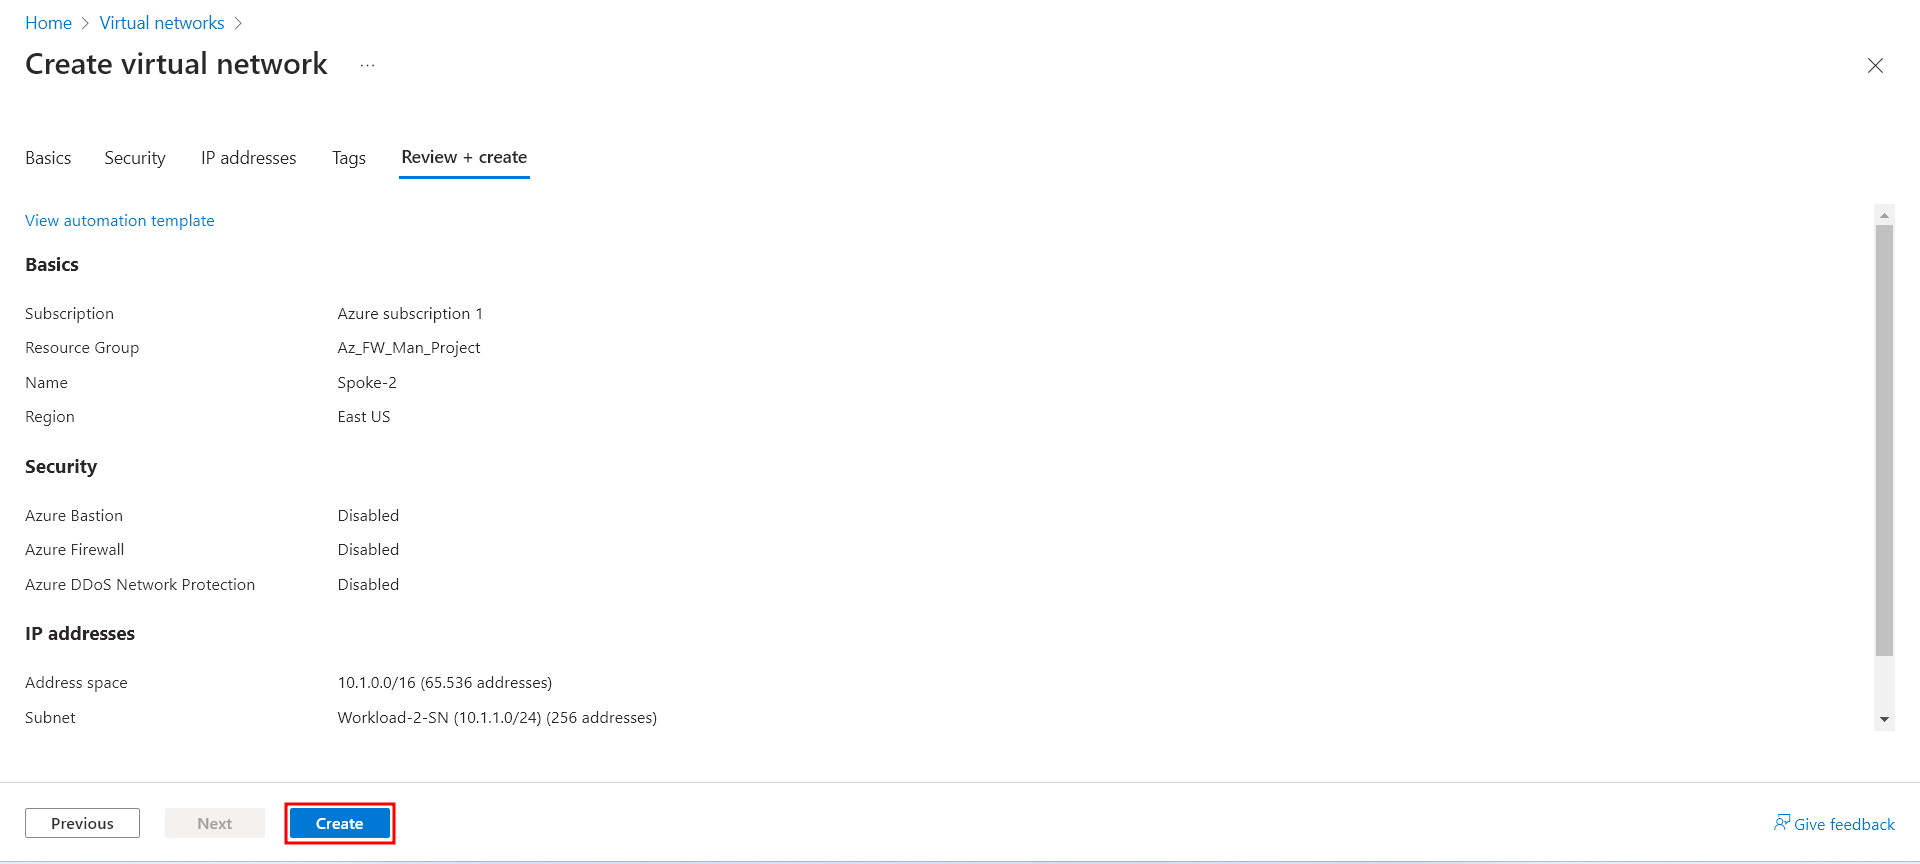 Home > Virtual networks >
Create virtual network ...
Basics Security IP addresses Tags Review + create
View automation template
Basics
Subscription Azure subscription 1
Resource Group Az_FW_Man_Project
Name Spoke-2
Region East US
Security
Azure Bastion Disabled
Azure Firewall Disabled
Azure DDoS Network Protection Disabled
IP addresses
Address space 10.1.0.0/16 (65.536 addresses)
Subnet Workload-2-SN (10.1.1.0/24) (256 addresses)
Previous Next Create Give feedback